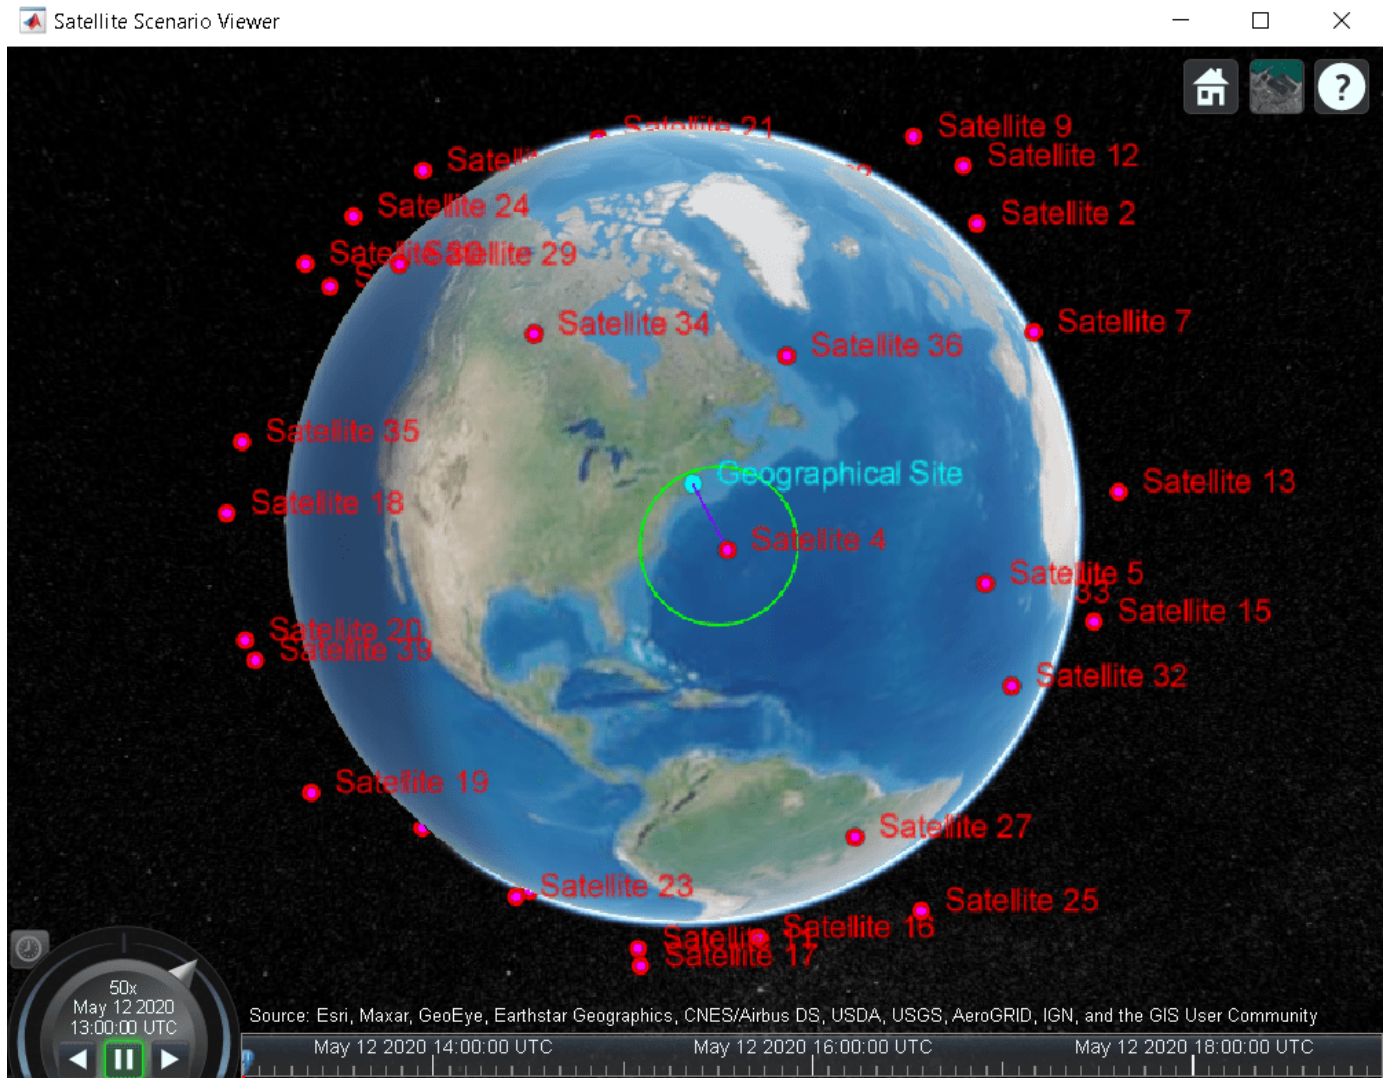 Satellite Scenario Viewer
Satellite 21
Satellite 9
Satellite 12
Satellite 24
Satellite 2
Satellite 29
Satellite 34
Satellite 7
Satellite 36
Satellite 35
Geographical Site
Satellite 13
Satellite 18
Satellite 4
Satellite 5
33
Satellite 15
Satellite 20
Satellite 39
Satellite 32
Satellite 19
Satellite 27
Satellite 23
Satellite 25
Satellite 16
Satellite 11
Satellite 17
50x
May 12 2020
13:00:00 UTC
Source: Esri, Maxar, GeoEye, Earthstar Geographics, CNES/Airbus DS, USDA, USGS, AeroGRID, IGN, and the GIS User Community
May 12 2020 14:00:00 UTC
May 12 2020 16:00:00 UTC
May 12 2020 18:00:00 UTC